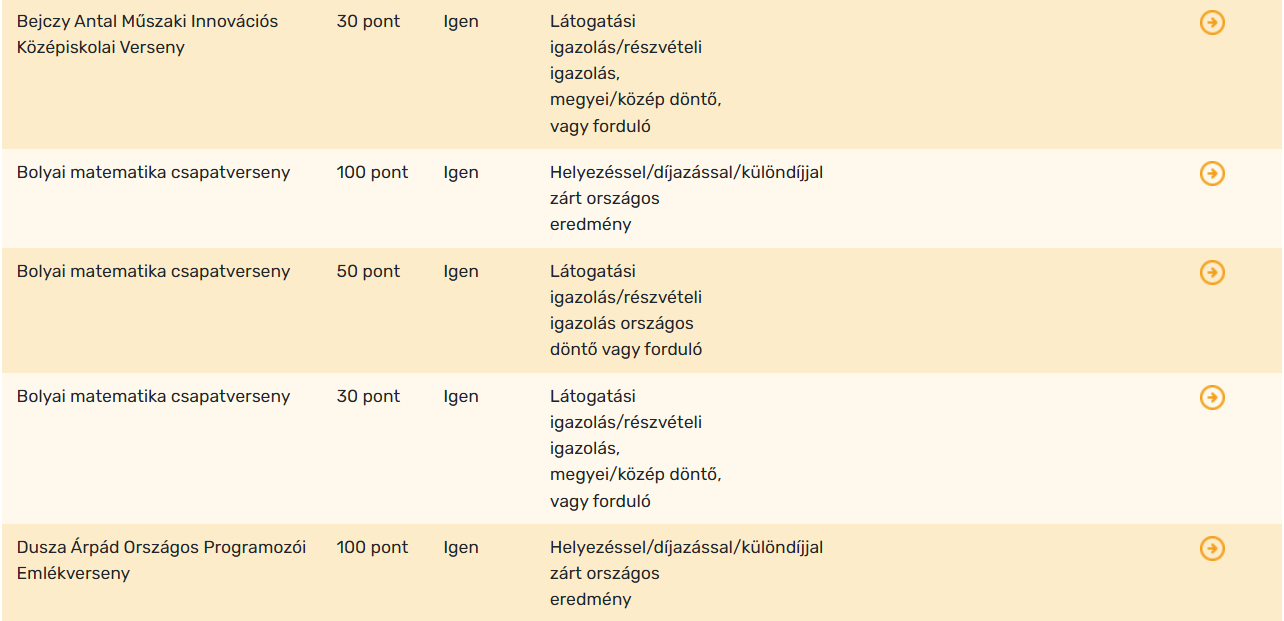 Bejczy Antal Műszaki Innovációs 30 pont Igen Látogatási
Középiskolai Verseny igazolás/részvételi
igazolás,
megyei/közép döntő,
vagy forduló
Bolyai matematika csapatverseny 100 pont Igen Helyezéssel/díjazással/különdíjjal
zárt országos
eredmény
Bolyai matematika csapatverseny 50 pont Igen Látogatási
igazolás/részvételi
igazolás országos
döntő vagy forduló
Bolyai matematika csapatverseny 30 pont Igen Látogatási
igazolás/részvételi
igazolás,
megyei/közép döntő,
vagy forduló
Dusza Árpád Országos Programozói 100 pont Igen Helyezéssel/díjazással/különdíjjal
Emlékverseny zárt országos
eredmény